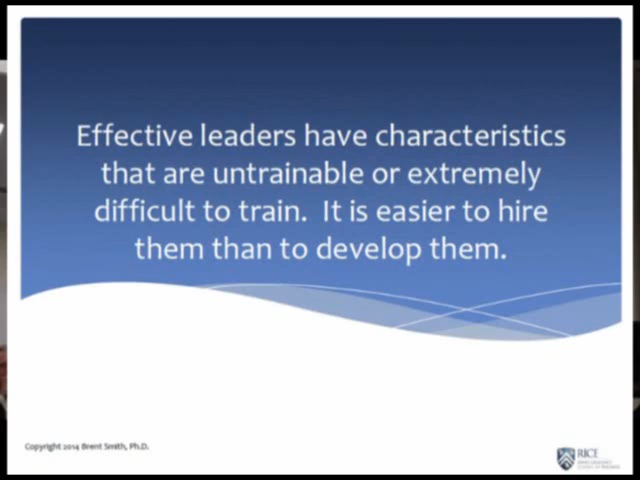 Effective leaders have characteristics
that are untrainable or extremely
difficult to train. It is easier to hire
them than to develop them.
Copyright 2014 Brent Smith, Ph.D.
RICE